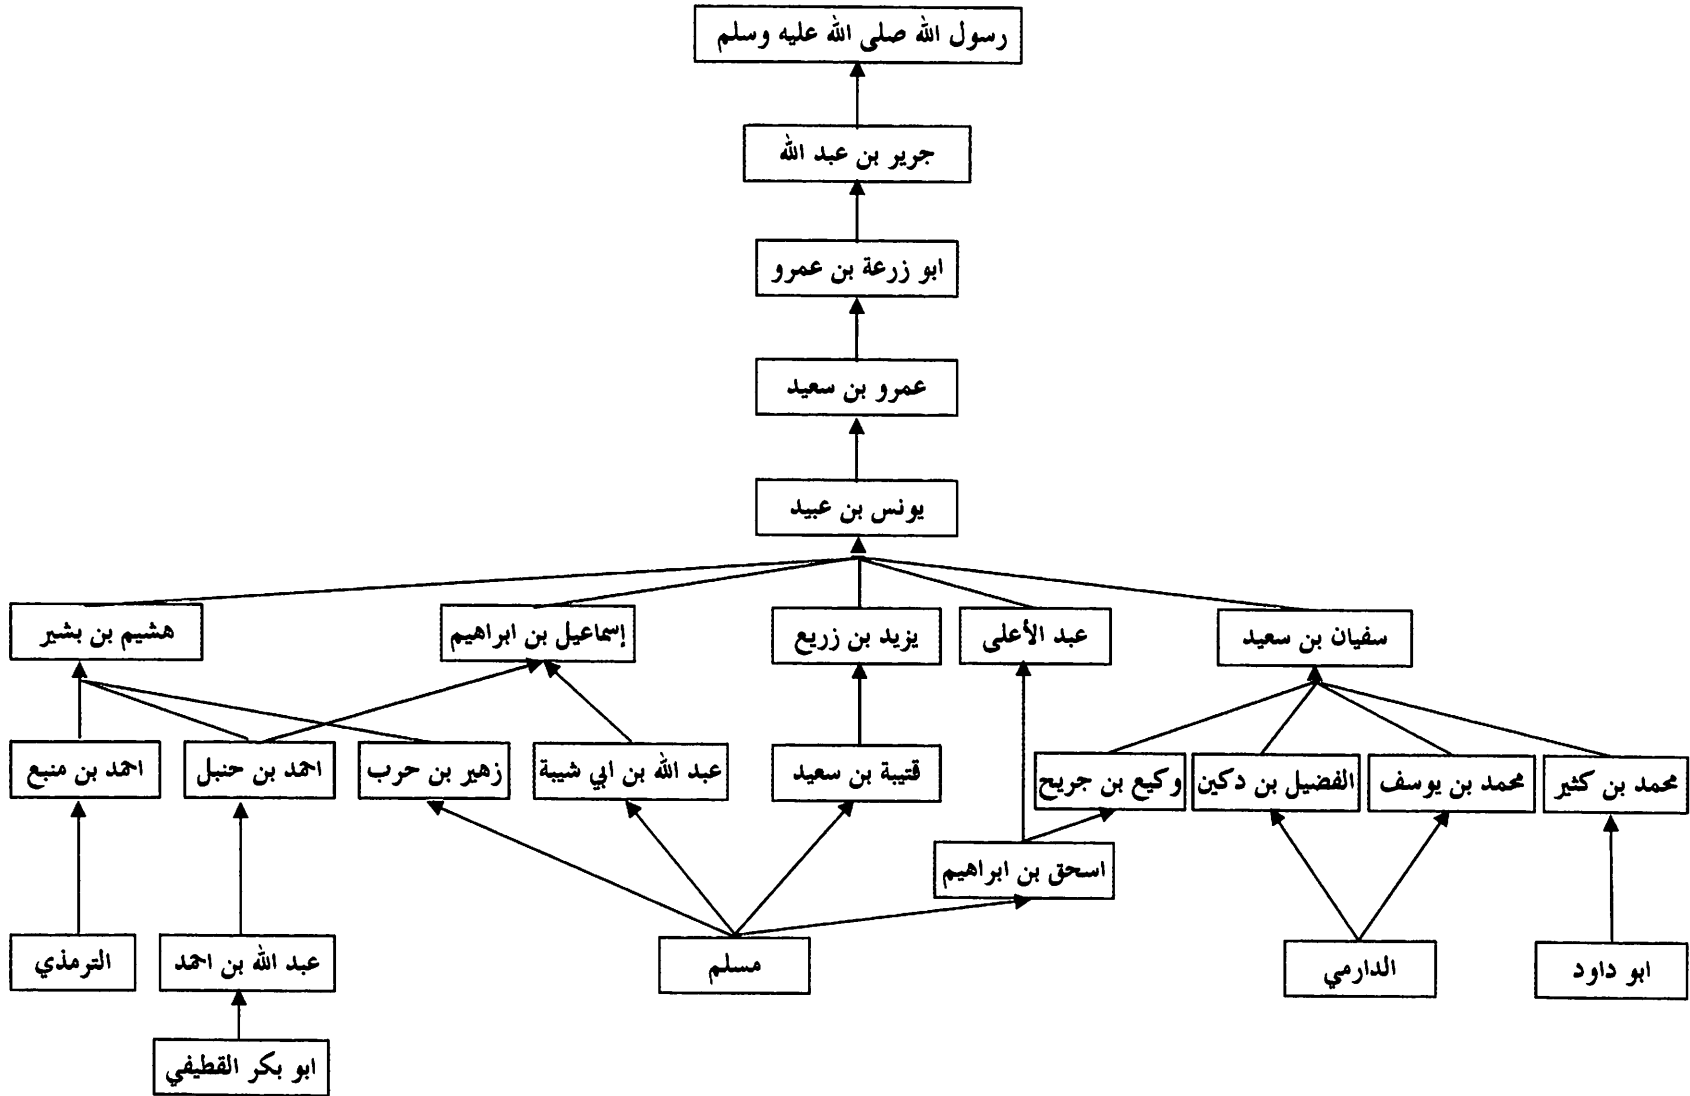 رسول الله صلى الله عليه وسلم
جرير بن عبد الله
ابو زرعة بن عمرو
عمرو بن سعيد
يونس بن عبيد
سفيان بن سعيد
عبد الأعلى
يزيد بن زريع
إسماعيل بن ابراهيم
هشيم بن بشير
محمد بن كثير
محمد بن يوسف
الفضيل بن دكين
وكيع بن جريح
قتيبة بن سعيد
عبد الله بن ابي شيبة
زهير بن حرب
احمد بن حنبل
احمد بن منبع
اسحق بن ابراهيم
ابو داود
الدارمي
مسلم
عبد الله بن احمد
الترمذي
ابو بكر القطيفي